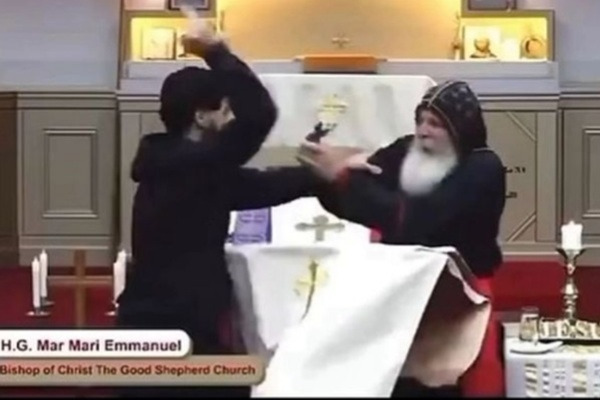 H.G. Mar Mari Emmanuel
Bishop of Christ The Good Shepherd Church